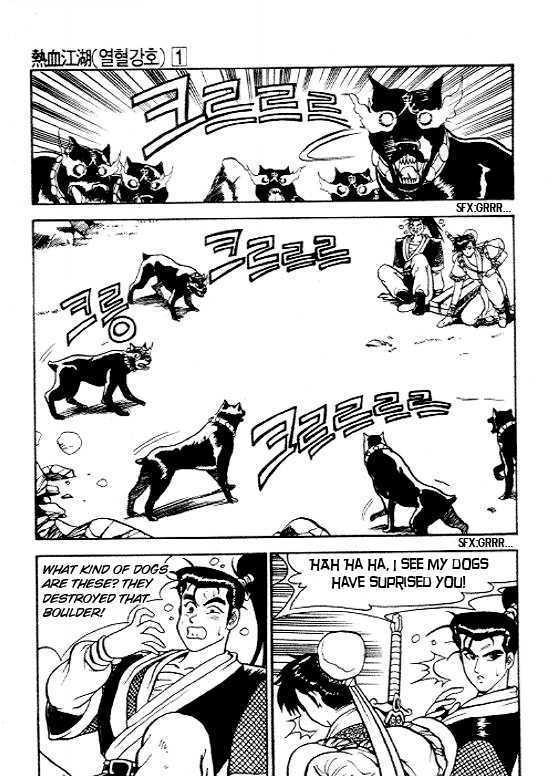 熱血江湖(열혈강호) 1
크르르르
SFX:GRRR...
크르르르
크릉
크르르르르
SFX:GRRR...
WHAT KIND OF DOGS
ARE THESE? THEY
DESTROYED THAT
BOULDER!
HAH HA HA, I SEE MY DOGS
HAVE SUPRISED YOU!